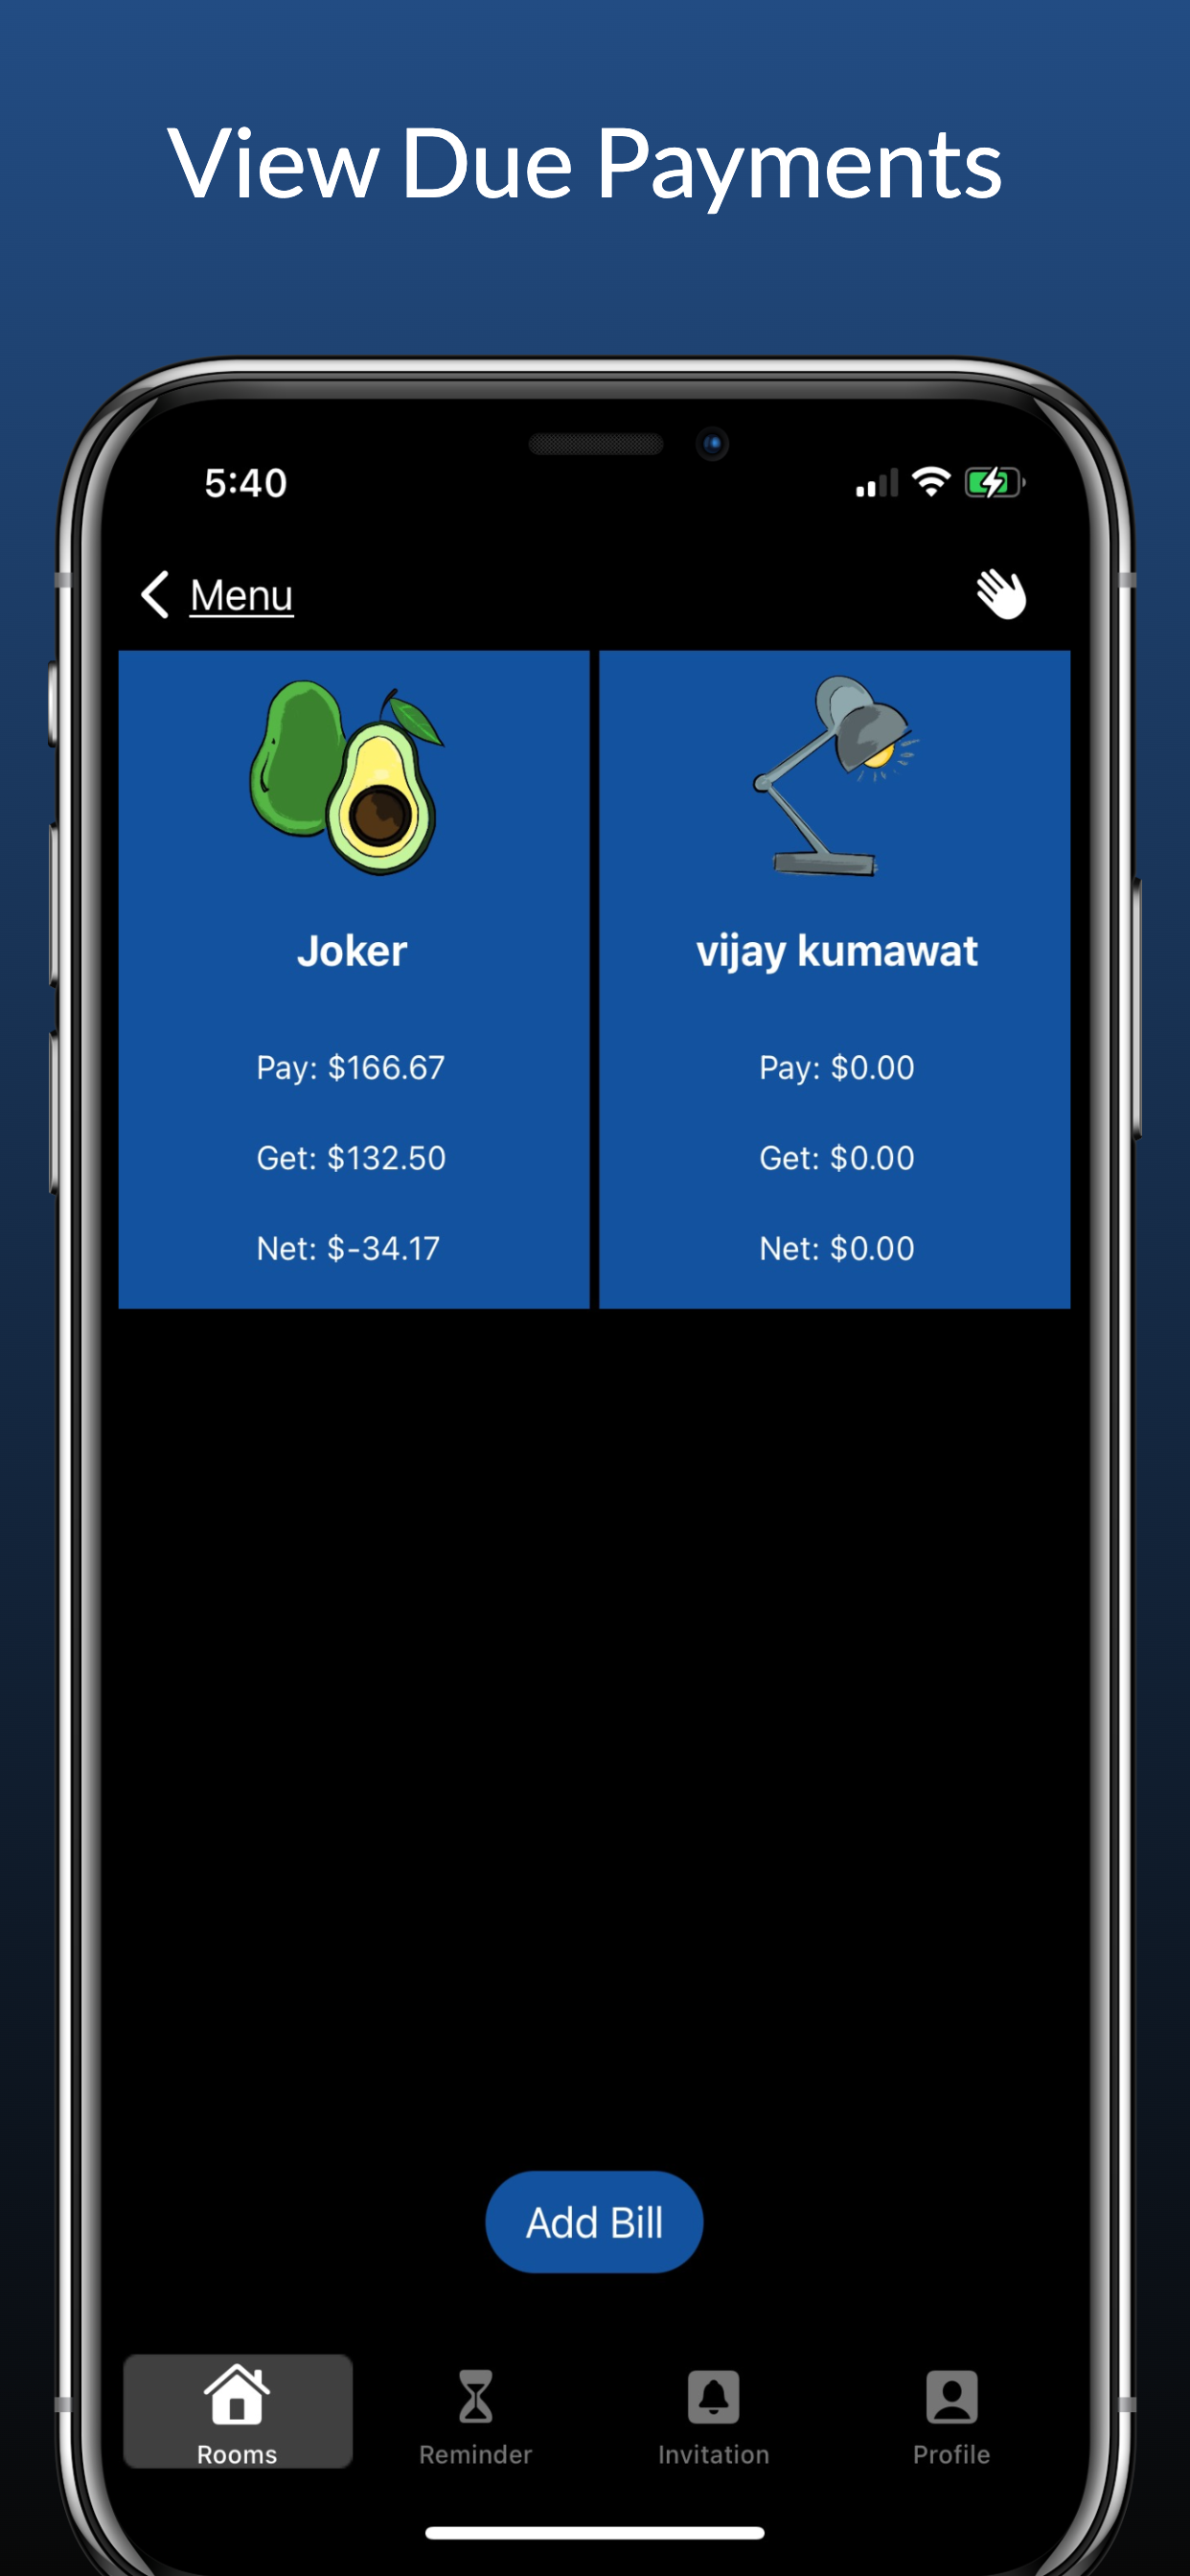 View Due Payments
5:40
Menu
Joker
Pay: $166.67
Get: $132.50
Net: $-34.17
vijay kumawat
Pay: $0.00
Get: $0.00
Net: $0.00
Add Bill
Rooms
Reminder
Invitation
Profile